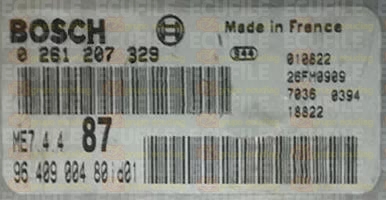 BOSCH
Made in France
0 261 207 329
S44
010822
26FM0909
7036 0394
18822
ME7.4.4 87
96 409 004 80 id01